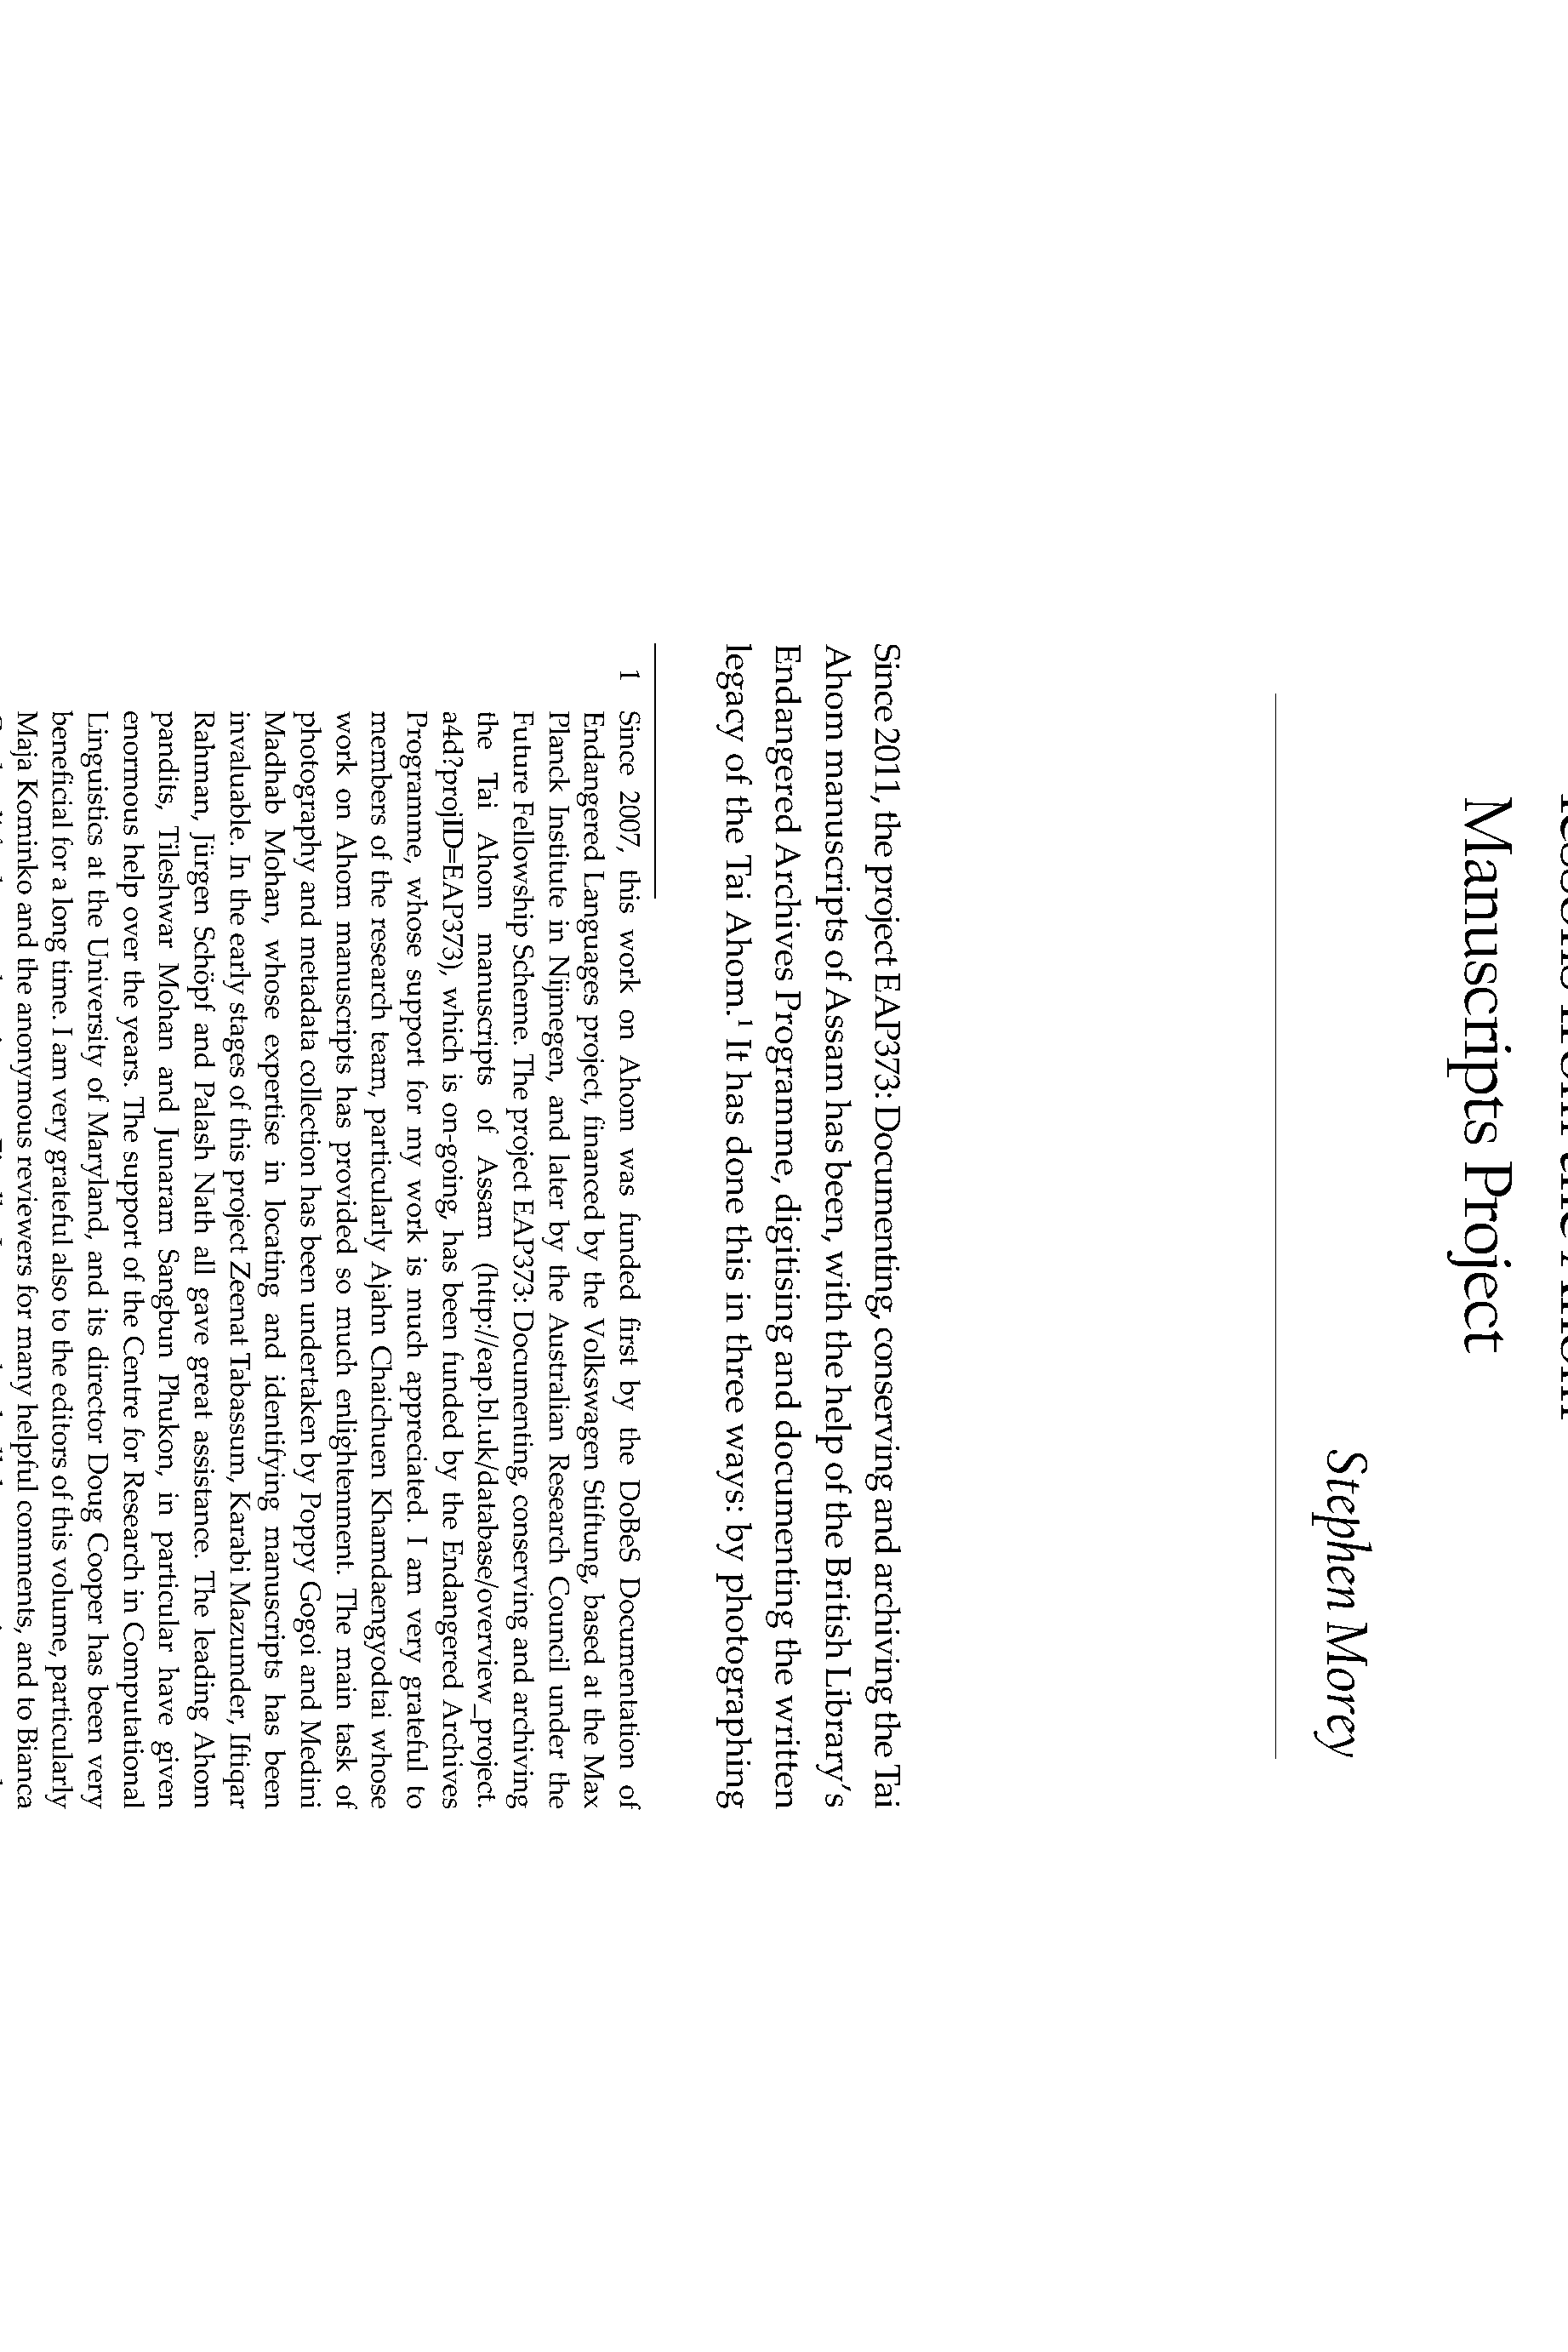 Manuscripts Project
Stephen Morey
Since 2011, the project EAP373: Documenting, conserving and archiving the Tai
Ahom manuscripts of Assam has been, with the help of the British Library's
Endangered Archives Programme, digitising and documenting the written
legacy of the Tai Ahom.¹ It has done this in three ways: by photographing
1 Since 2007, this work on Ahom was funded first by the DoBeS Documentation of
Endangered Languages project, financed by the Volkswagen Stiftung, based at the Max
Planck Institute in Nijmegen, and later by the Australian Research Council under the
Future Fellowship Scheme. The project EAP373: Documenting, conserving and archiving
the Tai Ahom manuscripts of Assam (http://eap.bl.uk/database/overview_project.
a4d?projID=EAP373), which is on-going, has been funded by the Endangered Archives
Programme, whose support for my work is much appreciated. I am very grateful to
members of the research team, particularly Ajahn Chaichuen Khamdaengyodtai whose
work on Ahom manuscripts has provided so much enlightenment. The main task of
photography and metadata collection has been undertaken by Poppy Gogoi and Medini
Madhab Mohan, whose expertise in locating and identifying manuscripts has been
invaluable. In the early stages of this project Zeenat Tabassum, Karabi Mazumder, Iftiqar
Rahman, Jürgen Schöpf and Palash Nath all gave great assistance. The leading Ahom
pandits, Tileshwar Mohan and Junaram Sangbun Phukon, in particular have given
enormous help over the years. The support of the Centre for Research in Computational
Linguistics at the University of Maryland, and its director Doug Cooper has been very
beneficial for a long time. I am very grateful also to the editors of this volume, particularly
Maja Kominko and the anonymous reviewers for many helpful comments, and to Bianca